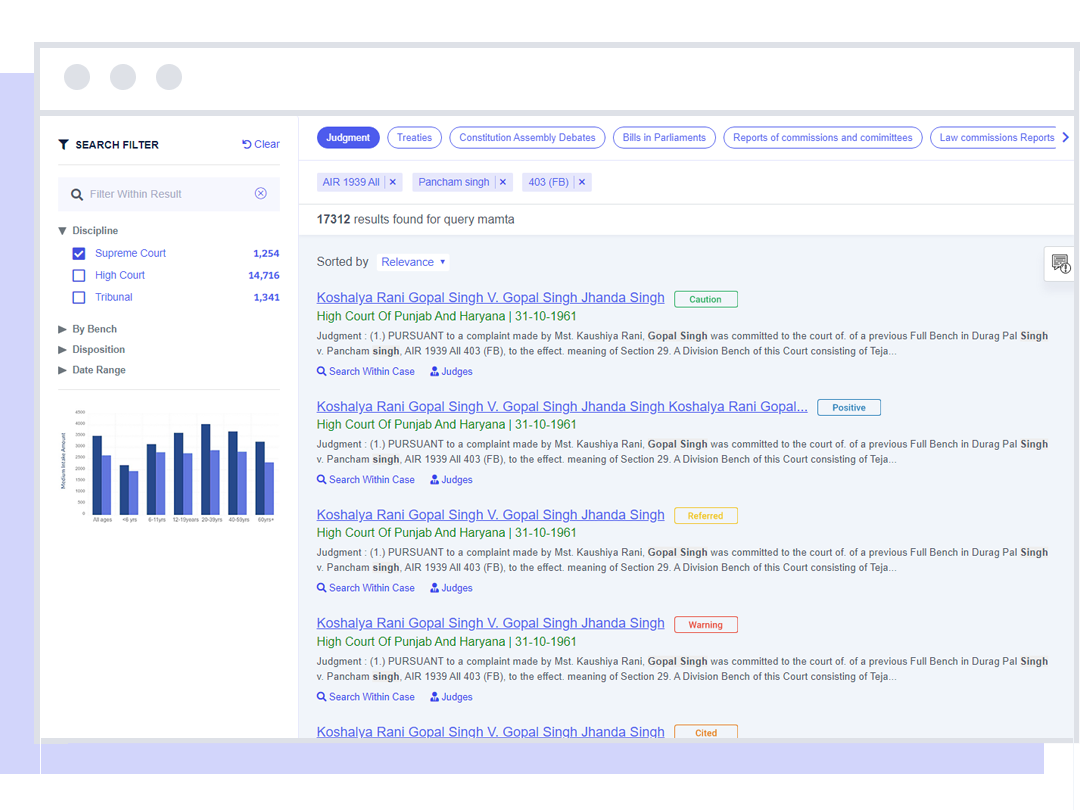 SEARCH FILTER
Clear
Filter Within Result
Discipline
Supreme Court 1,254
High Court 14,716
Tribunal 1,341
By Bench
Disposition
Date Range
Medium Intake Amount
4500
4000
3500
3000
2500
2000
1500
1000
500
0
All ages <6 yrs 6-11yrs 12-19years 20-39yrs 40-59yrs 60yrs+
Judgment Treaties Constitution Assembly Debates Bills in Parliaments Reports of commissions and comimittees Law commissions Reports
AIR 1939 All × Pancham singh × 403 (FB) ×
17312 results found for query mamta
Sorted by Relevance
Koshalya Rani Gopal Singh V. Gopal Singh Jhanda Singh Caution
High Court Of Punjab And Haryana | 31-10-1961
Judgment : (1.) PURSUANT to a complaint made by Mst. Kaushiya Rani, Gopal Singh was committed to the court of. of a previous Full Bench in Durag Pal Singh
v. Pancham singh, AIR 1939 All 403 (FB), to the effect. meaning of Section 29. A Division Bench of this Court consisting of Teja...
Search Within Case Judges
Koshalya Rani Gopal Singh V. Gopal Singh Jhanda Singh Koshalya Rani Gopal... Positive
High Court Of Punjab And Haryana | 31-10-1961
Judgment : (1.) PURSUANT to a complaint made by Mst. Kaushiya Rani, Gopal Singh was committed to the court of. of a previous Full Bench in Durag Pal Singh
v. Pancham singh, AIR 1939 All 403 (FB), to the effect. meaning of Section 29. A Division Bench of this Court consisting of Teja...
Search Within Case Judges
Koshalya Rani Gopal Singh V. Gopal Singh Jhanda Singh Referred
High Court Of Punjab And Haryana | 31-10-1961
Judgment : (1.) PURSUANT to a complaint made by Mst. Kaushiya Rani, Gopal Singh was committed to the court of. of a previous Full Bench in Durag Pal Singh
v. Pancham singh, AIR 1939 All 403 (FB), to the effect. meaning of Section 29. A Division Bench of this Court consisting of Teja...
Search Within Case Judges
Koshalya Rani Gopal Singh V. Gopal Singh Jhanda Singh Warning
High Court Of Punjab And Haryana | 31-10-1961
Judgment : (1.) PURSUANT to a complaint made by Mst. Kaushiya Rani, Gopal Singh was committed to the court of. of a previous Full Bench in Durag Pal Singh
v. Pancham singh, AIR 1939 All 403 (FB), to the effect. meaning of Section 29. A Division Bench of this Court consisting of Teja...
Search Within Case Judges
Koshalya Rani Gopal Singh V. Gopal Singh Jhanda Singh Cited